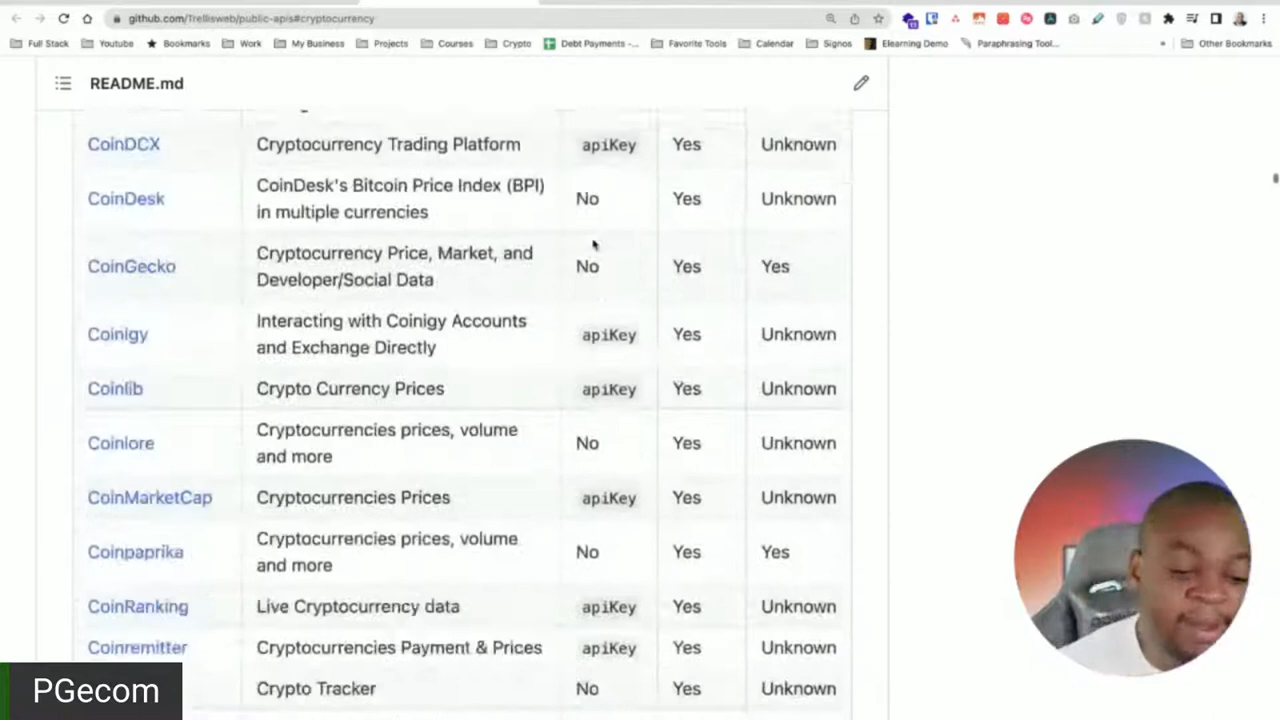 github.com/Trellisweb/public-apis#cryptocurrency
Full Stack Youtube Bookmarks Work My Business Projects Courses Crypto Debt Payments -... Favorite Tools Calendar Signos Elearning Demo Paraphrasing Tool... » Other Bookmarks
README.md
CoinDCX Cryptocurrency Trading Platform apiKey Yes Unknown
CoinDesk CoinDesk's Bitcoin Price Index (BPI) in multiple currencies No Yes Unknown
CoinGecko Cryptocurrency Price, Market, and Developer/Social Data No Yes Yes
Coinigy Interacting with Coinigy Accounts and Exchange Directly apiKey Yes Unknown
Coinlib Crypto Currency Prices apiKey Yes Unknown
Coinlore Cryptocurrencies prices, volume and more No Yes Unknown
CoinMarketCap Cryptocurrencies Prices apiKey Yes Unknown
Coinpaprika Cryptocurrencies prices, volume and more No Yes Yes
CoinRanking Live Cryptocurrency data apiKey Yes Unknown
Coinremitter Cryptocurrencies Payment & Prices apiKey Yes Unknown
Crypto Tracker No Yes Unknown
PGecom